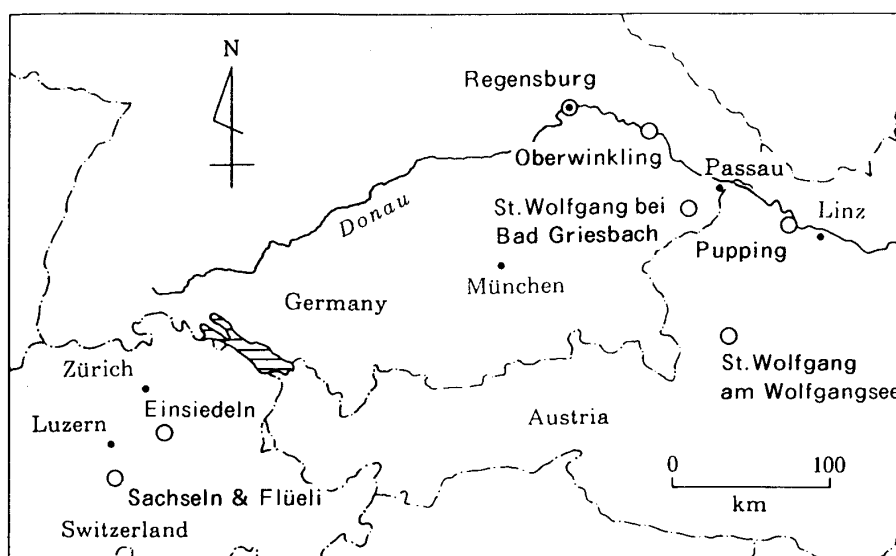 N
Regensburg
Oberwinkling
Passau
Donau
St.Wolfgang bei
Bad Griesbach
Linz
Pupping
München
Germany
Zürich
St.Wolfgang
am Wolfgangsee
Einsiedeln
Luzern
Austria
Sachseln & Flüeli
0 100
km
Switzerland